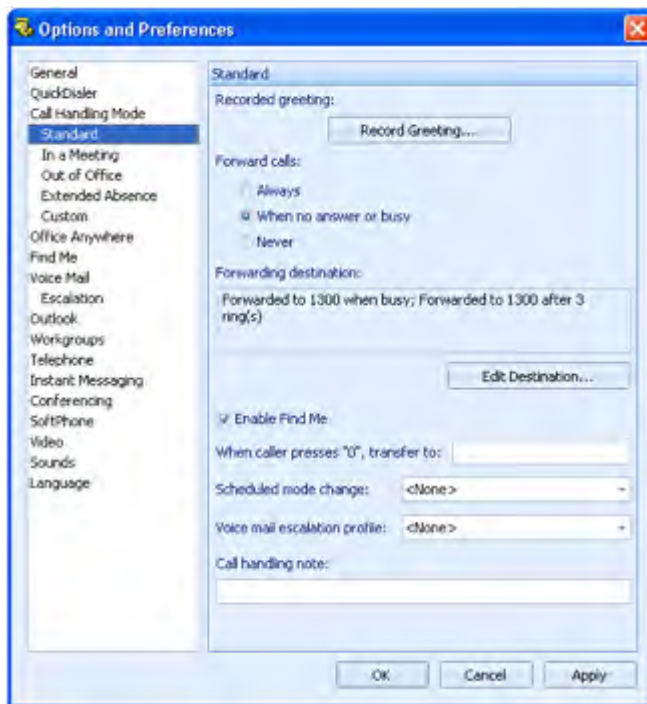 Options and Preferences
General
QuickDialer
Call Handling Mode
Standard
In a Meeting
Out of Office
Extended Absence
Custom
Office Anywhere
Find Me
Voice Mail
Escalation
Outlook
Workgroups
Telephone
Instant Messaging
Conferencing
SoftPhone
Video
Sounds
Language
Standard
Recorded greeting:
Record Greeting...
Forward calls:
Always
When no answer or busy
Never
Forwarding destination:
Forwarded to 1300 when busy; Forwarded to 1300 after 3
ring(s)
Edit Destination...
Enable Find Me
When caller presses "0", transfer to:
Scheduled mode change: <None>
Voice mail escalation profile: <None>
Call handling note:
OK Cancel Apply